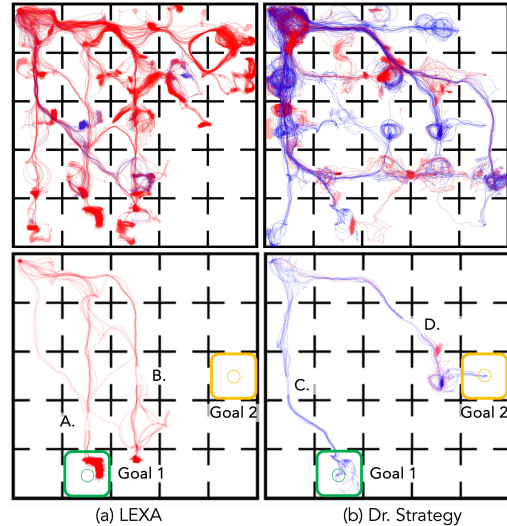 A.
B.
Goal 2
Goal 1
C.
D.
Goal 2
Goal 1
(a) LEXA
(b) Dr. Strategy